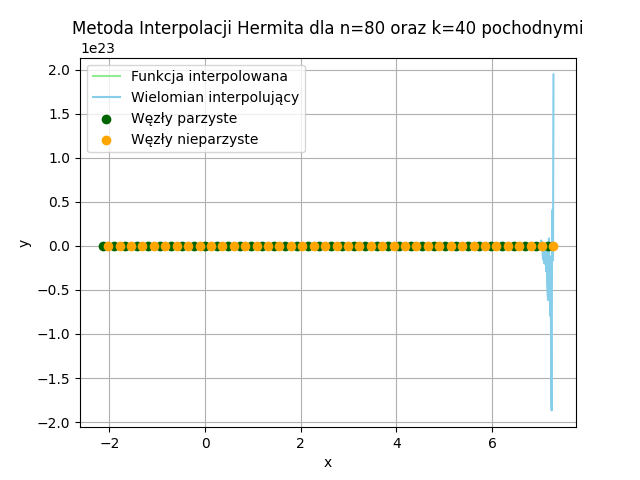 Metoda Interpolacji Hermita dla n=80 oraz k=40 pochodnymi
1e23
2.0
1.5
1.0
0.5
0.0
−0.5
−1.0
−1.5
−2.0
y
Funkcja interpolowana
Wielomian interpolujący
Węzły parzyste
Węzły nieparzyste
−2
0
2
4
6
x